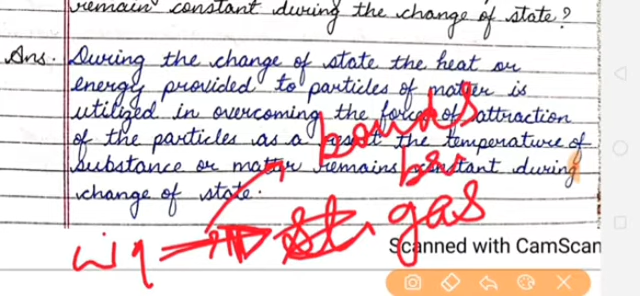 remain constant during the change of state?
Ans. During the change of state the heat or
energy provided to particles of matter is
utilized in overcoming the force of attraction
of the particles as a result the temperature of
substance or matter remains constant during
change of state.
bonds
gas
Scanned with CamScan